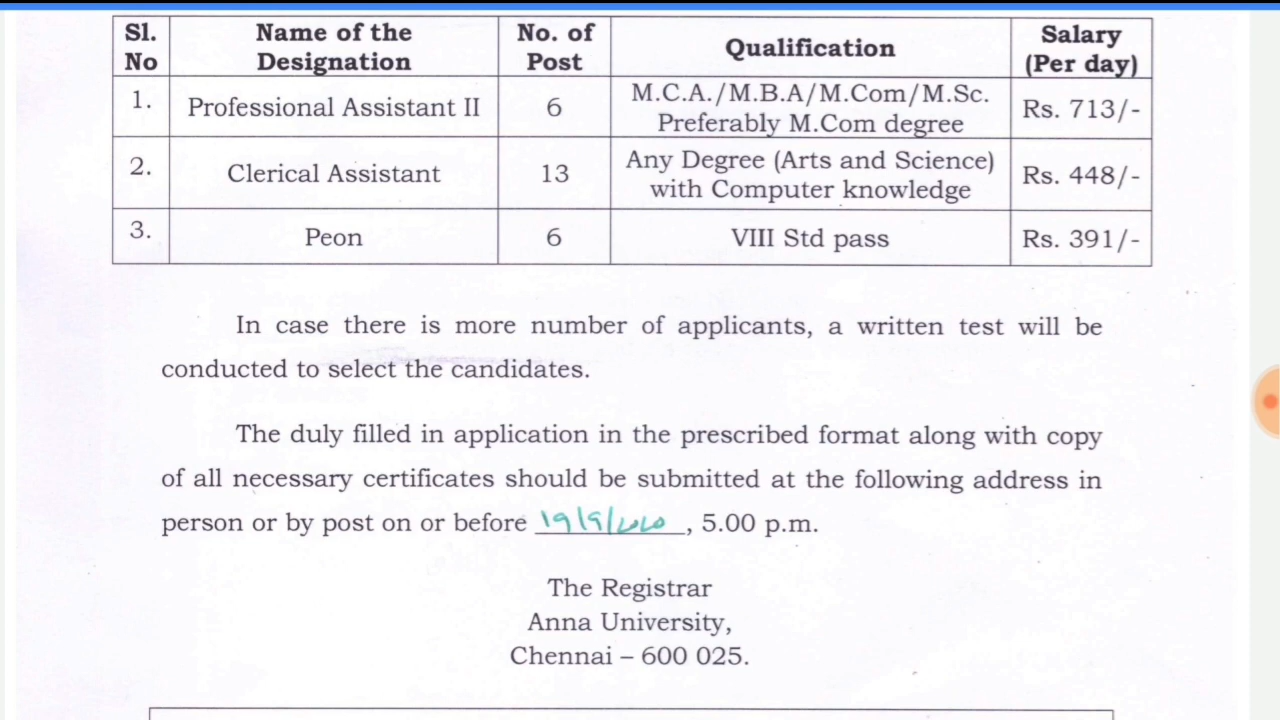 Sl. No
Name of the Designation
No. of Post
Qualification
Salary (Per day)
1.
Professional Assistant II
6
M.C.A./M.B.A/M.Com/M.Sc.
Preferably M.Com degree
Rs. 713/-
2.
Clerical Assistant
13
Any Degree (Arts and Science)
with Computer knowledge
Rs. 448/-
3.
Peon
6
VIII Std pass
Rs. 391/-
In case there is more number of applicants, a written test will be
conducted to select the candidates.
The duly filled in application in the prescribed format along with copy
of all necessary certificates should be submitted at the following address in
person or by post on or before 19/9/2020, 5.00 p.m.
The Registrar
Anna University,
Chennai – 600 025.